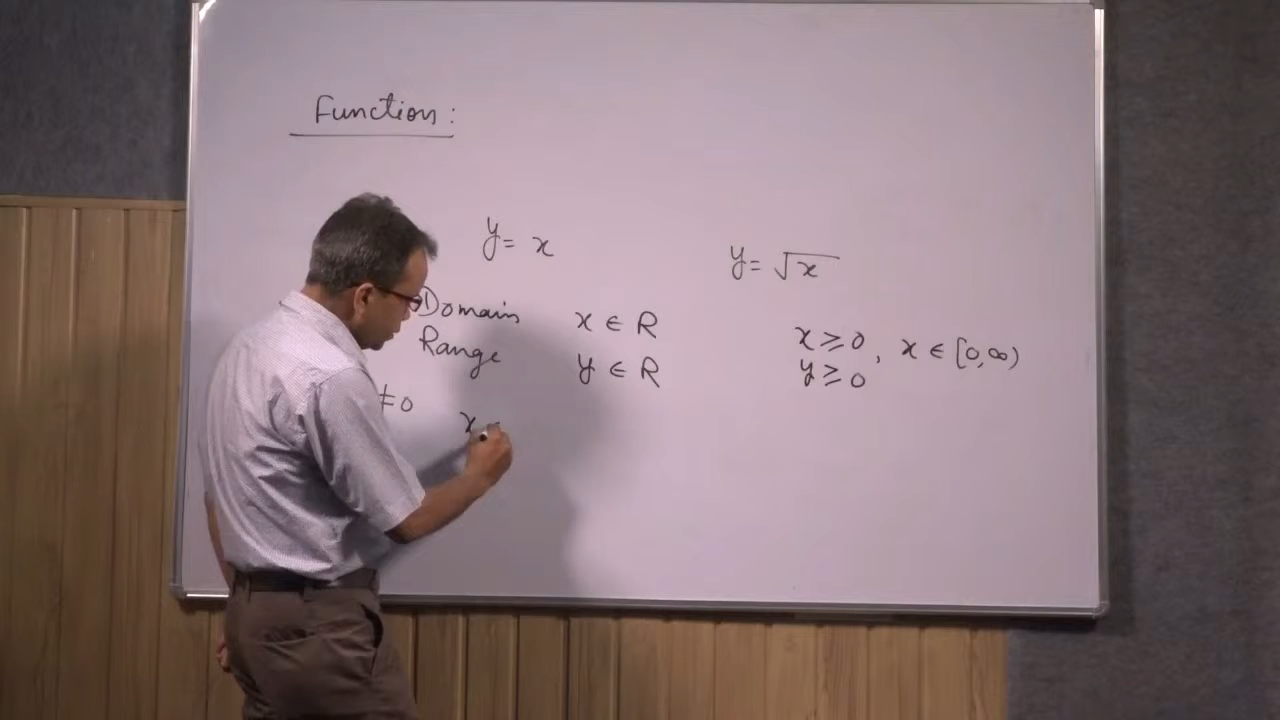 Function:
y = x
y = √x
Domain x ∈ R
Range y ∈ R
x ≥ 0, x ∈ [0,∞)
y ≥ 0
≠0 x